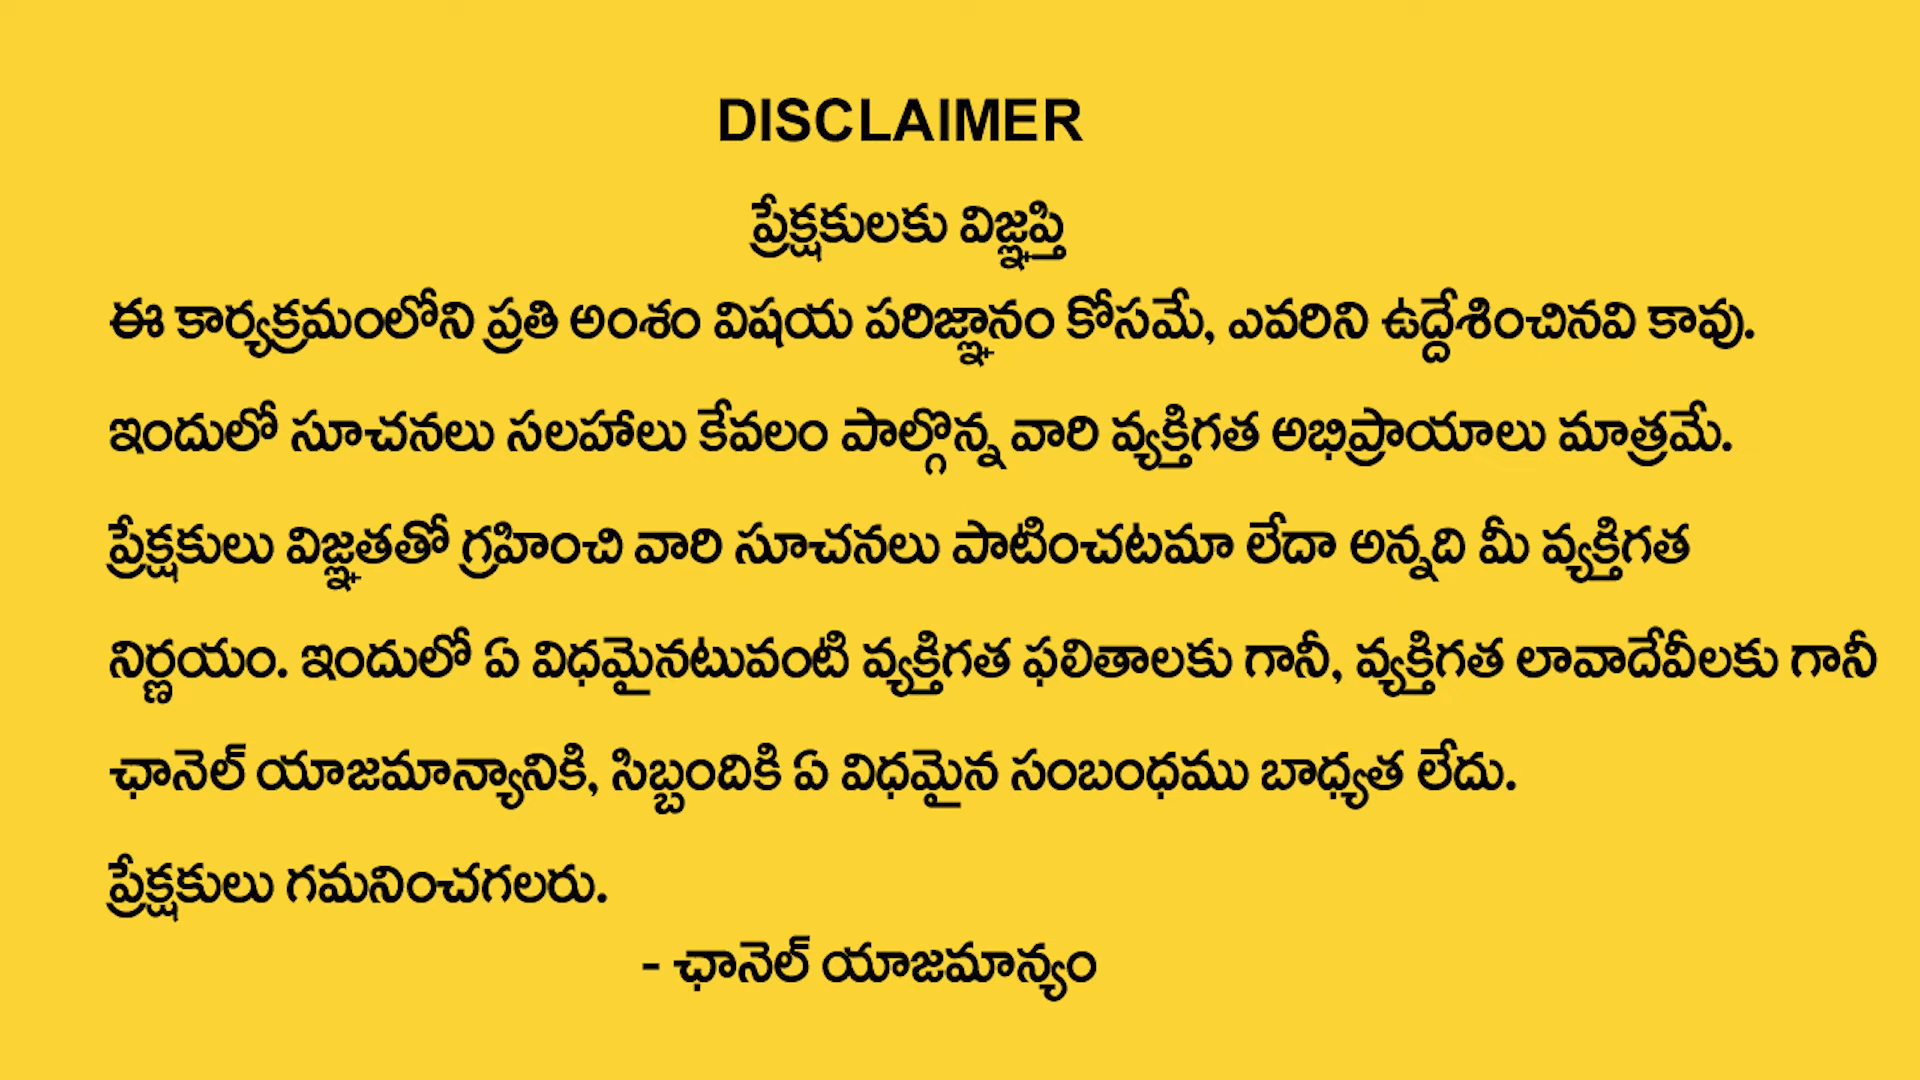 DISCLAIMER
ప్రేక్షకులకు విజ్ఞప్తి
ఈ కార్యక్రమంలోని ప్రతి అంశం విషయ పరిజ్ఞానం కోసమే, ఎవరిని ఉద్దేశించినవి కావు.
ఇందులో సూచనలు సలహాలు కేవలం పాల్గొన్న వారి వ్యక్తిగత అభిప్రాయాలు మాత్రమే.
ప్రేక్షకులు విజ్ఞతతో గ్రహించి వారి సూచనలు పాటించటమా లేదా అన్నది మీ వ్యక్తిగత
నిర్ణయం. ఇందులో ఏ విధమైనటువంటి వ్యక్తిగత ఫలితాలకు గానీ, వ్యక్తిగత లావాదేవీలకు గానీ
ఛానెల్ యాజమాన్యానికి, సిబ్బందికి ఏ విధమైన సంబంధము బాధ్యత లేదు.
ప్రేక్షకులు గమనించగలరు.
- ఛానెల్ యాజమాన్యం